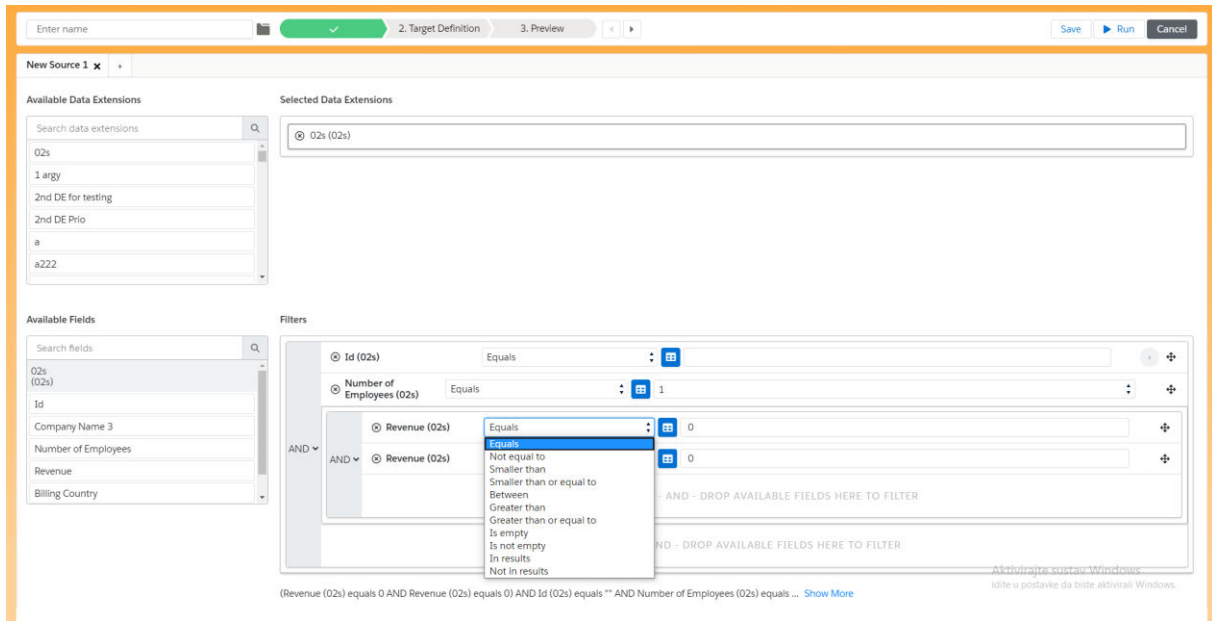 Enter name
2. Target Definition
3. Preview
Save
Run
Cancel
New Source 1 x +
Available Data Extensions
Search data extensions
02s
1 argy
2nd DE for testing
2nd DE Prio
a
a222
Selected Data Extensions
02s (02s)
Available Fields
Search fields
02s
(02s)
Id
Company Name 3
Number of Employees
Revenue
Billing Country
Filters
AND
Id (02s) Equals
Number of
Employees (02s) Equals 1
AND
Revenue (02s) Equals 0
Revenue (02s) 0
Equals
Not equal to
Smaller than
Smaller than or equal to
Between
Greater than
Greater than or equal to
Is empty
Is not empty
In results
Not in results
- AND - DROP AVAILABLE FIELDS HERE TO FILTER
ND - DROP AVAILABLE FIELDS HERE TO FILTER
(Revenue (02s) equals 0 AND Revenue (02s) equals 0) AND Id (02s) equals "" AND Number of Employees (02s) equals ... Show More
Aktivirajte sustav Windows
Idite u postavke da biste aktivirali Windows.